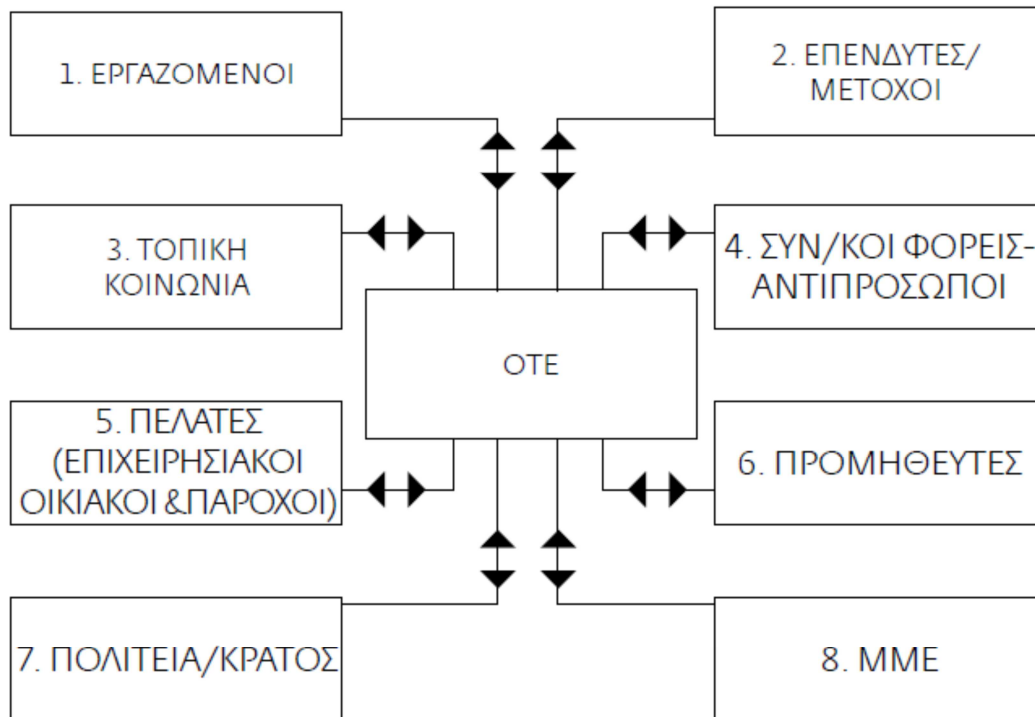 1. ΕΡΓΑΖΟΜΕΝΟΙ
2. ΕΠΕΝΔΥΤΕΣ/
ΜΕΤΟΧΟΙ
3. ΤΟΠΙΚΗ
ΚΟΙΝΩΝΙΑ
4. ΣΥΝ/ΚΟΙ ΦΟΡΕΙΣ-
ΑΝΤΙΠΡΟΣΩΠΟΙ
ΟΤΕ
5. ΠΕΛΑΤΕΣ
(ΕΠΙΧΕΙΡΗΣΙΑΚΟΙ
ΟΙΚΙΑΚΟΙ &ΠΑΡΟΧΟΙ)
6. ΠΡΟΜΗΘΕΥΤΕΣ
7. ΠΟΛΙΤΕΙΑ/ΚΡΑΤΟΣ
8. ΜΜΕ